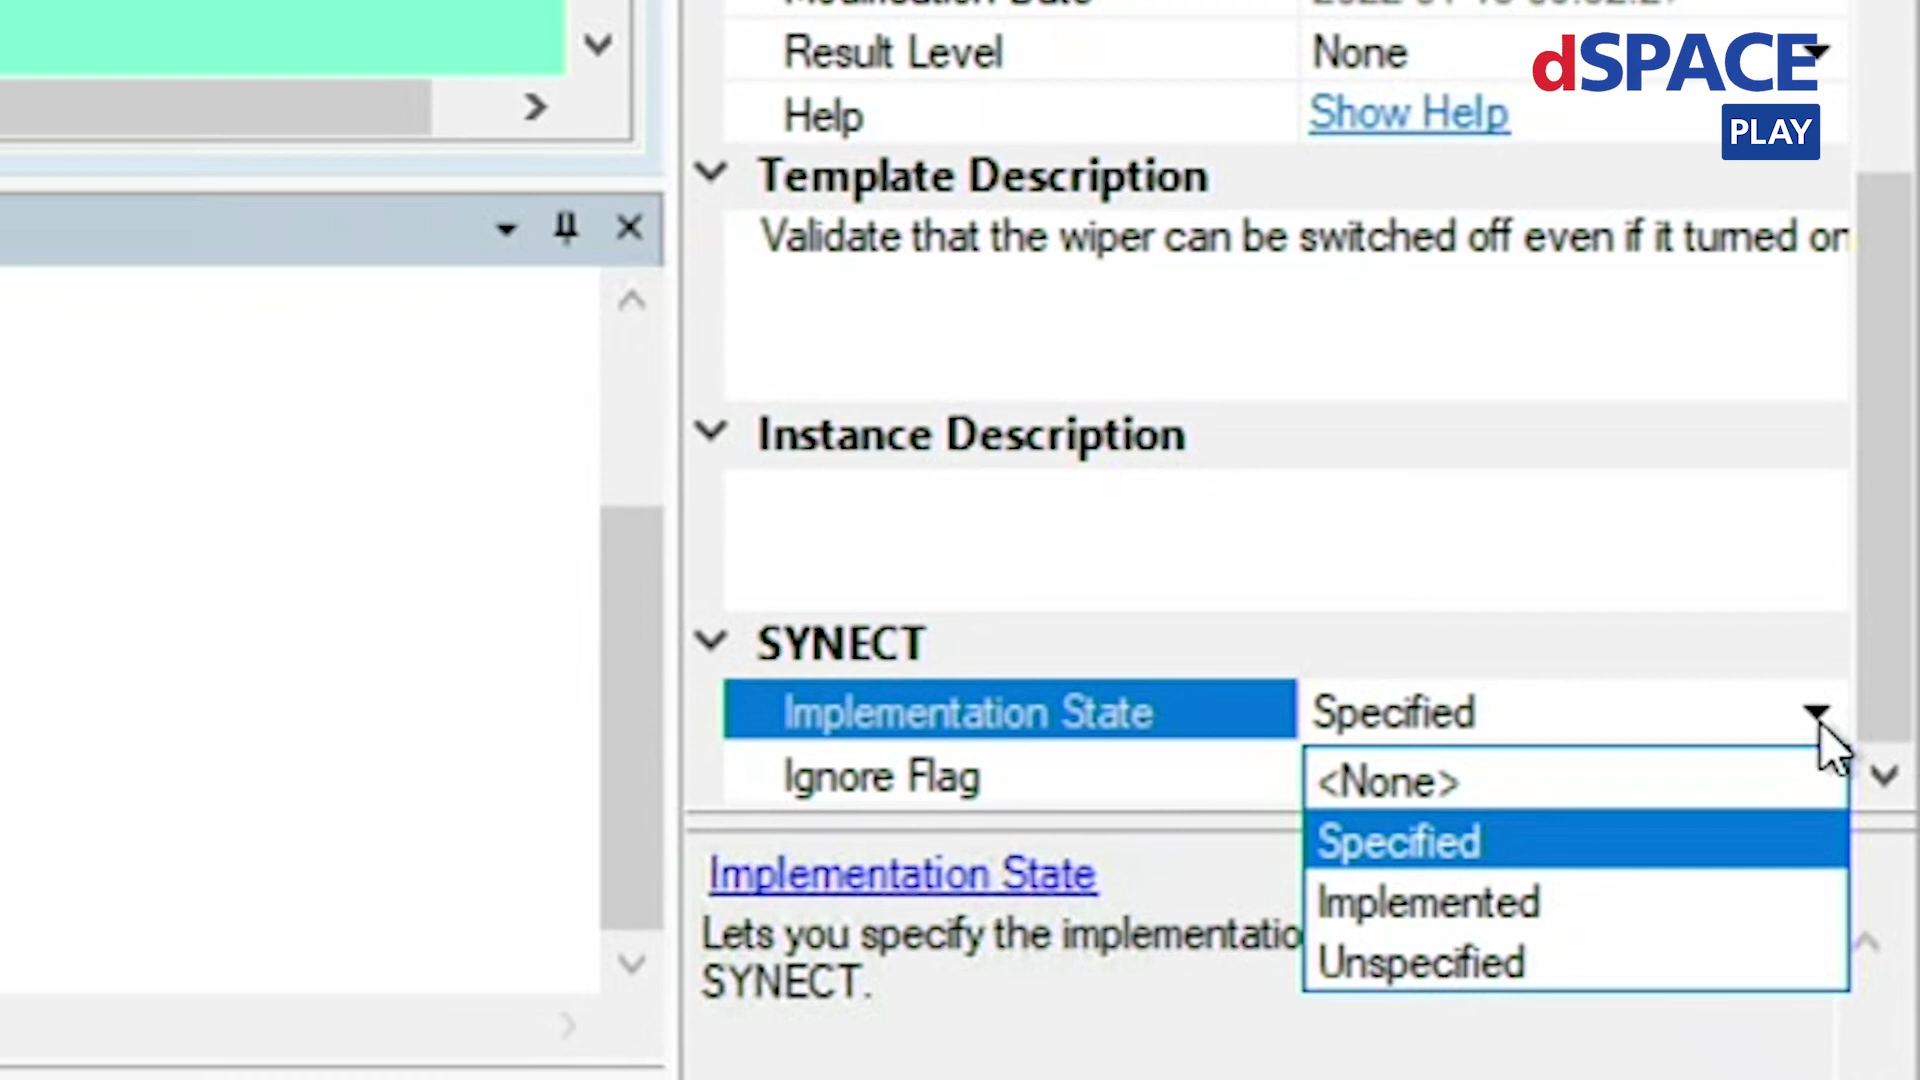 Result Level
None
Help
Show Help
dSPACE
PLAY
Template Description
Validate that the wiper can be switched off even if it turned on
Instance Description
SYNECT
Implementation State
Specified
Ignore Flag
<None>
Specified
Implemented
Unspecified
Implementation State
Lets you specify the
SYNECT.